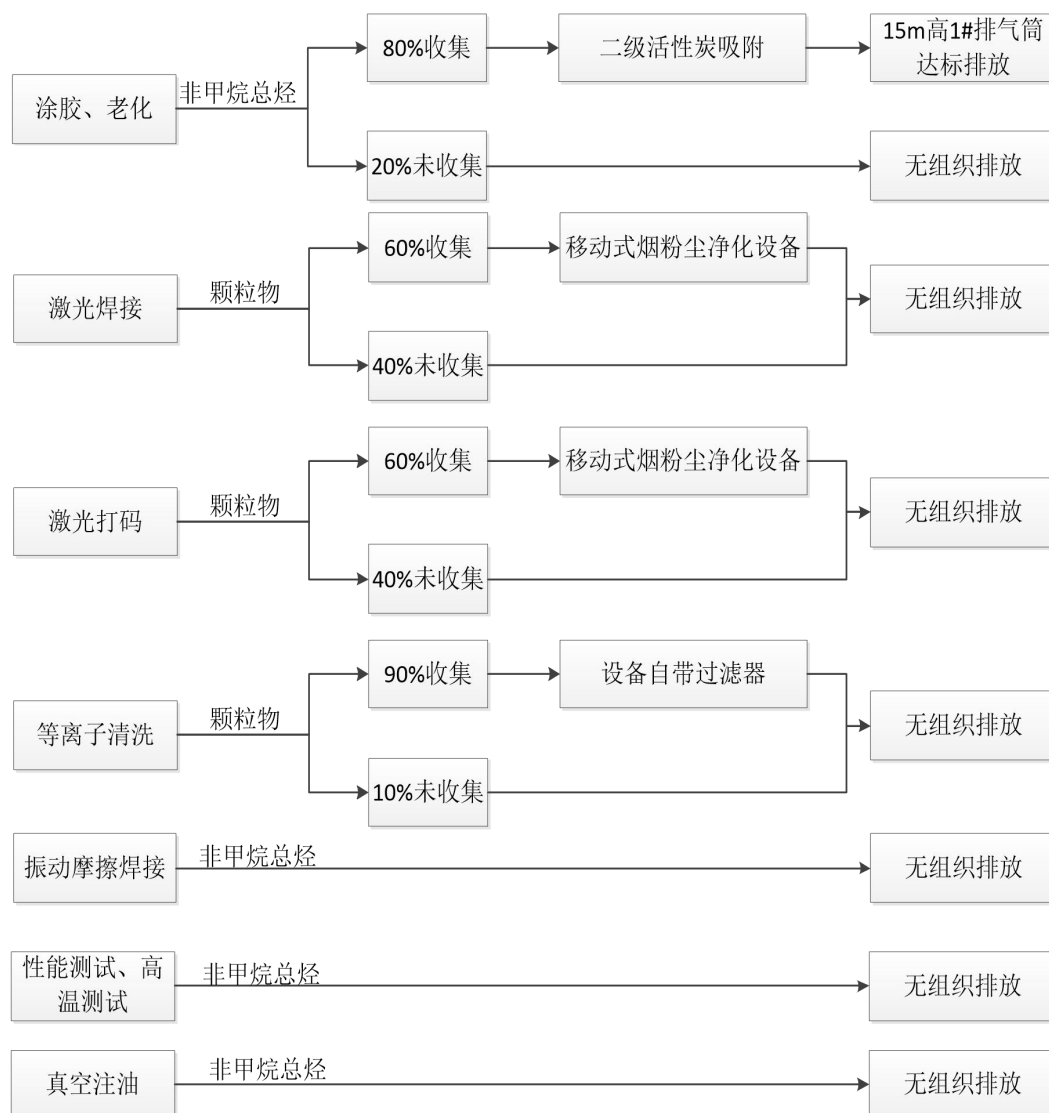 80%收集
二级活性炭吸附
15m高1#排气筒
达标排放
涂胶、老化
非甲烷总烃
20%未收集
无组织排放
60%收集
移动式烟粉尘净化设备
激光焊接
颗粒物
无组织排放
40%未收集
60%收集
移动式烟粉尘净化设备
激光打码
颗粒物
无组织排放
40%未收集
90%收集
设备自带过滤器
等离子清洗
颗粒物
无组织排放
10%未收集
振动摩擦焊接
非甲烷总烃
无组织排放
性能测试、高
温测试
非甲烷总烃
无组织排放
真空注油
非甲烷总烃
无组织排放